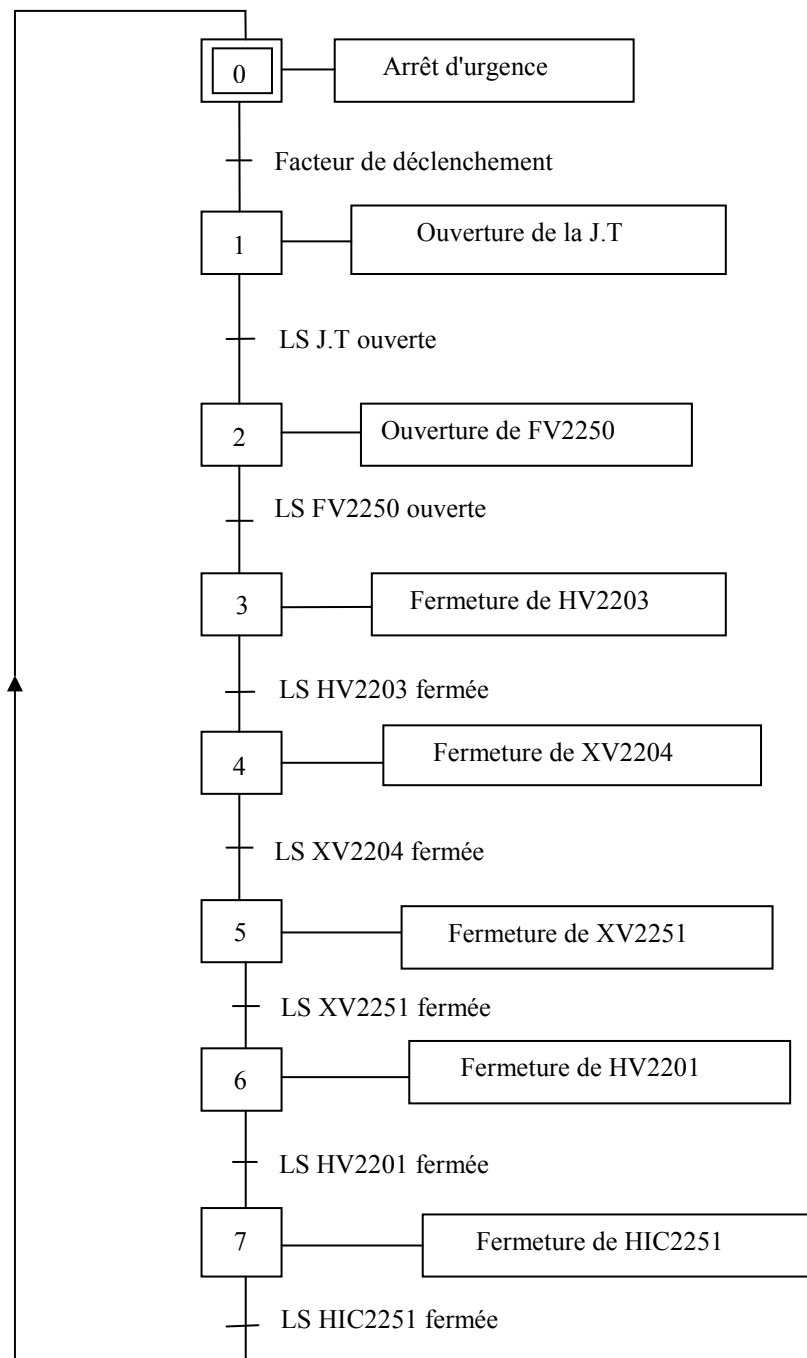 0
Arrêt d'urgence
Facteur de déclenchement
1
Ouverture de la J.T
LS J.T ouverte
2
Ouverture de FV2250
LS FV2250 ouverte
3
Fermeture de HV2203
LS HV2203 fermée
4
Fermeture de XV2204
LS XV2204 fermée
5
Fermeture de XV2251
LS XV2251 fermée
6
Fermeture de HV2201
LS HV2201 fermée
7
Fermeture de HIC2251
LS HIC2251 fermée